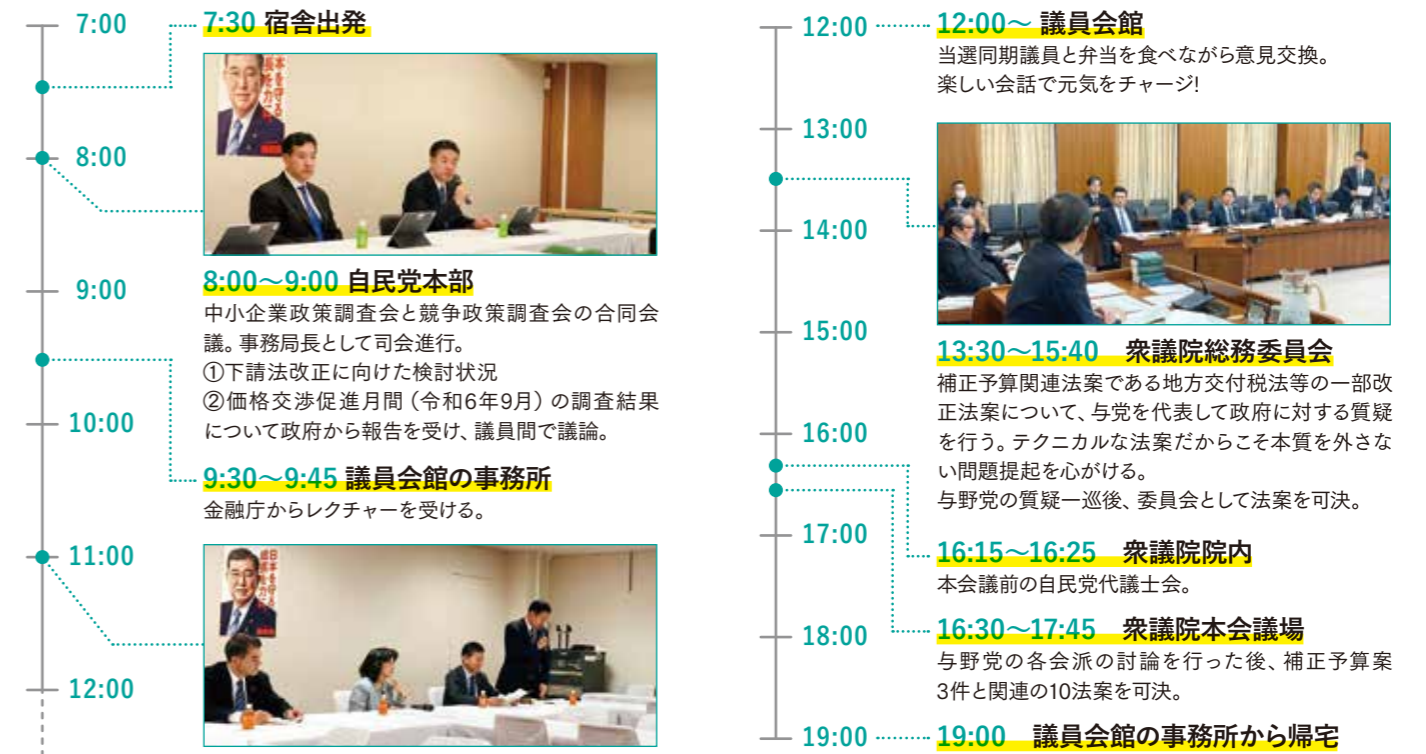 7:00
7:30 宿舎出発
8:00
8:00～9:00 自民党本部
中小企業政策調査会と競争政策調査会の合同会
議。事務局長として司会進行。
①下請法改正に向けた検討状況
②価格交渉促進月間（令和6年9月）の調査結果
について政府から報告を受け、議員間で議論。
9:00
9:30～9:45 議員会館の事務所
金融庁からレクチャーを受ける。
10:00
11:00
日本を守る
12:00
12:00
12:00～ 議員会館
当選同期議員と弁当を食べながら意見交換。
楽しい会話で元気をチャージ!
13:00
13:30～15:40 衆議院総務委員会
補正予算関連法案である地方交付税法等の一部改
正法案について、与党を代表して政府に対する質疑
を行う。テクニカルな法案だからこそ本質を外さな
い問題提起を心がける。
与野党の質疑一巡後、委員会として法案を可決。
14:00
15:00
16:00
16:15～16:25 衆議院院内
本会議前の自民党代議士会。
16:30～17:45 衆議院本会議場
与野党の各会派の討論を行った後、補正予算案
3件と関連の10法案を可決。
17:00
18:00
19:00
19:00 議員会館の事務所から帰宅